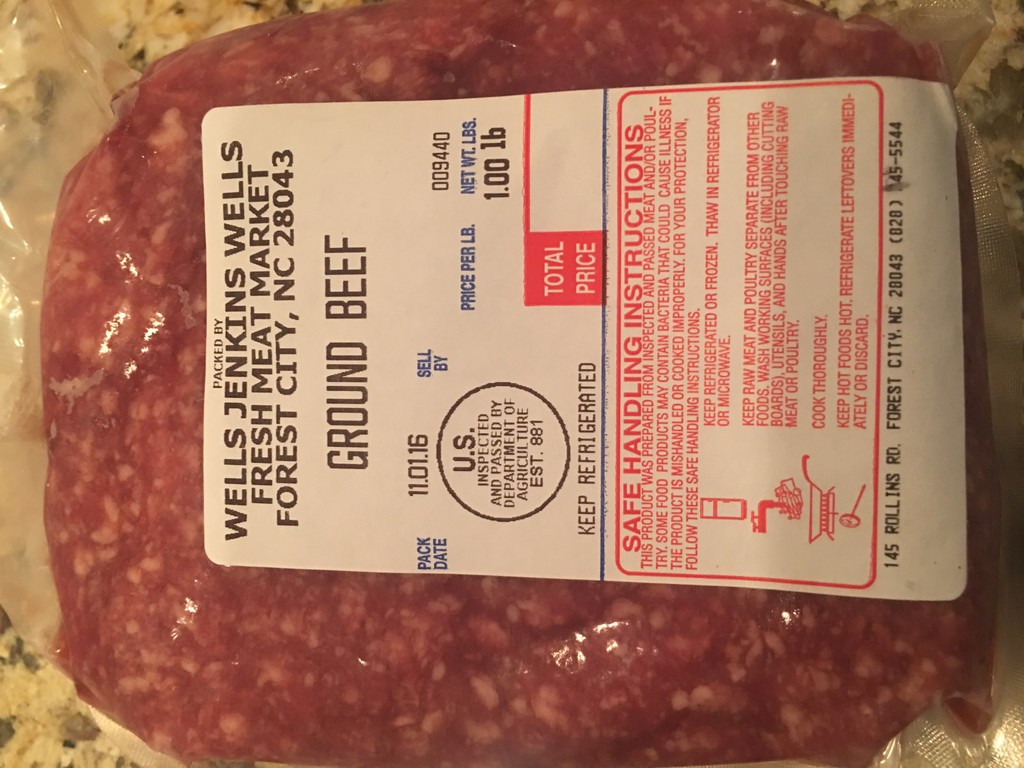 PACKED BY
WELLS JENKINS WELLS
FRESH MEAT MARKET
FOREST CITY, NC 28043
GROUND BEEF
009440
PACK DATE 11.01.16 SELL BY PRICE PER LB. NET WT. LBS.
1.00 lb
U.S.
INSPECTED
AND PASSED BY
DEPARTMENT OF
AGRICULTURE
EST. 881
TOTAL
PRICE
KEEP REFRIGERATED
SAFE HANDLING INSTRUCTIONS
THIS PRODUCT WAS PREPARED FROM INSPECTED AND PASSED MEAT AND/OR POUL-
TRY. SOME FOOD PRODUCTS MAY CONTAIN BACTERIA THAT COULD CAUSE ILLNESS IF
THE PRODUCT IS MISHANDLED OR COOKED IMPROPERLY. FOR YOUR PROTECTION,
FOLLOW THESE SAFE HANDLING INSTRUCTIONS.
KEEP REFRIGERATED OR FROZEN. THAW IN REFRIGERATOR
OR MICROWAVE.
KEEP RAW MEAT AND POULTRY SEPARATE FROM OTHER
FOODS. WASH WORKING SURFACES (INCLUDING CUTTING
BOARDS), UTENSILS, AND HANDS AFTER TOUCHING RAW
MEAT OR POULTRY.
COOK THOROUGHLY.
KEEP HOT FOODS HOT. REFRIGERATE LEFTOVERS IMMEDI-
ATELY OR DISCARD.
145 ROLLINS RD. FOREST CITY. NC 28043 (828) 45-5544